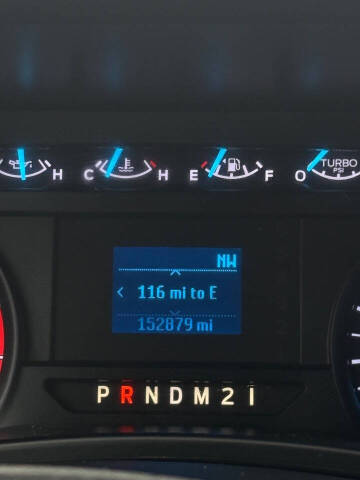 H C H E F O TURBO
PSI
NW
< 116 mi to E
152879 mi
P R N D M 2 1